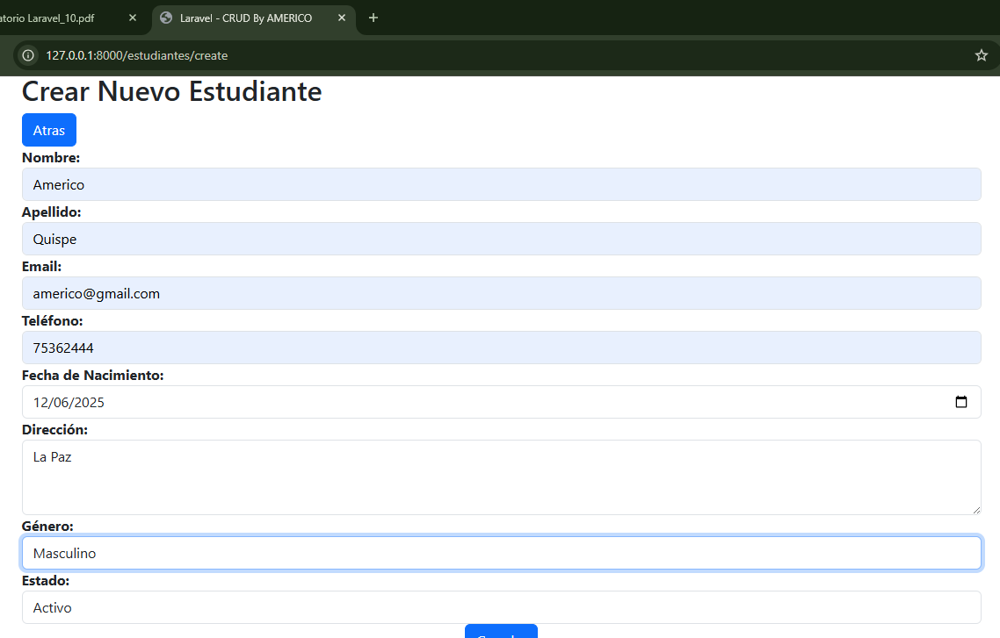 atorio Laravel_10.pdf
Laravel - CRUD By AMERICO
127.0.0.1:8000/estudiantes/create
Crear Nuevo Estudiante
Atras
Nombre:
Americo
Apellido:
Quispe
Email:
americo@gmail.com
Teléfono:
75362444
Fecha de Nacimiento:
12/06/2025
Dirección:
La Paz
Género:
Masculino
Estado:
Activo